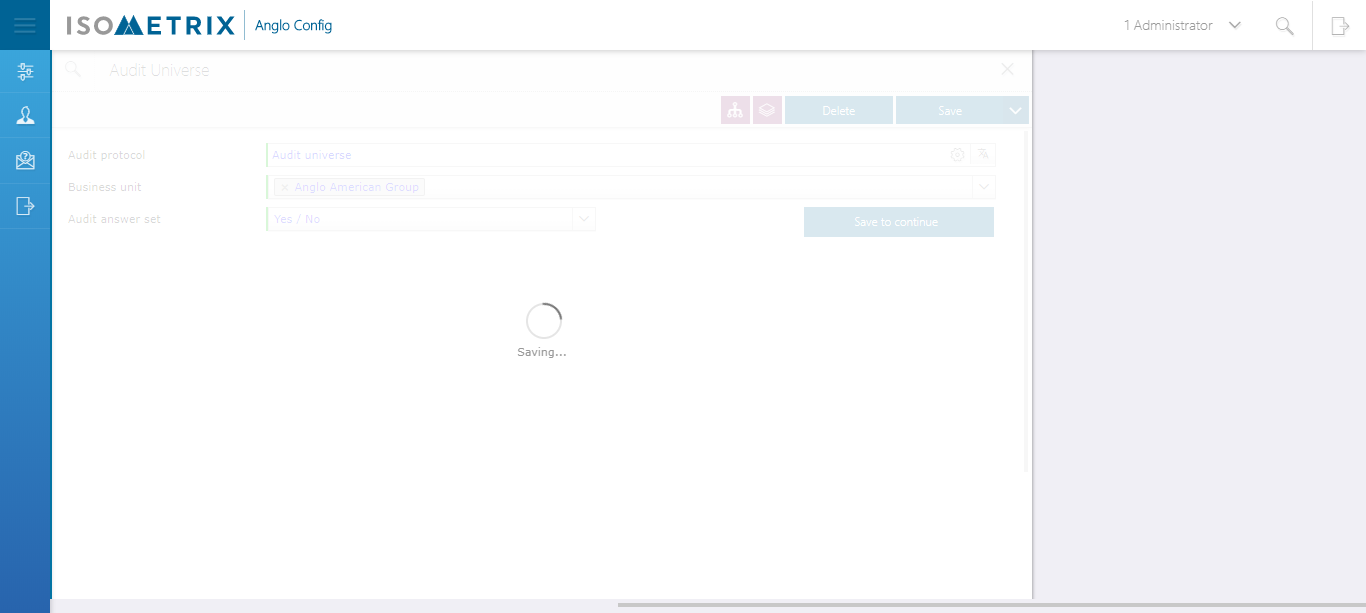 ISOMETRIX Anglo Config 1 Administrator
Audit Universe
Delete Save
Audit protocol Audit universe
Business unit × Anglo American Group
Audit answer set Yes / No Save to continue
Saving...